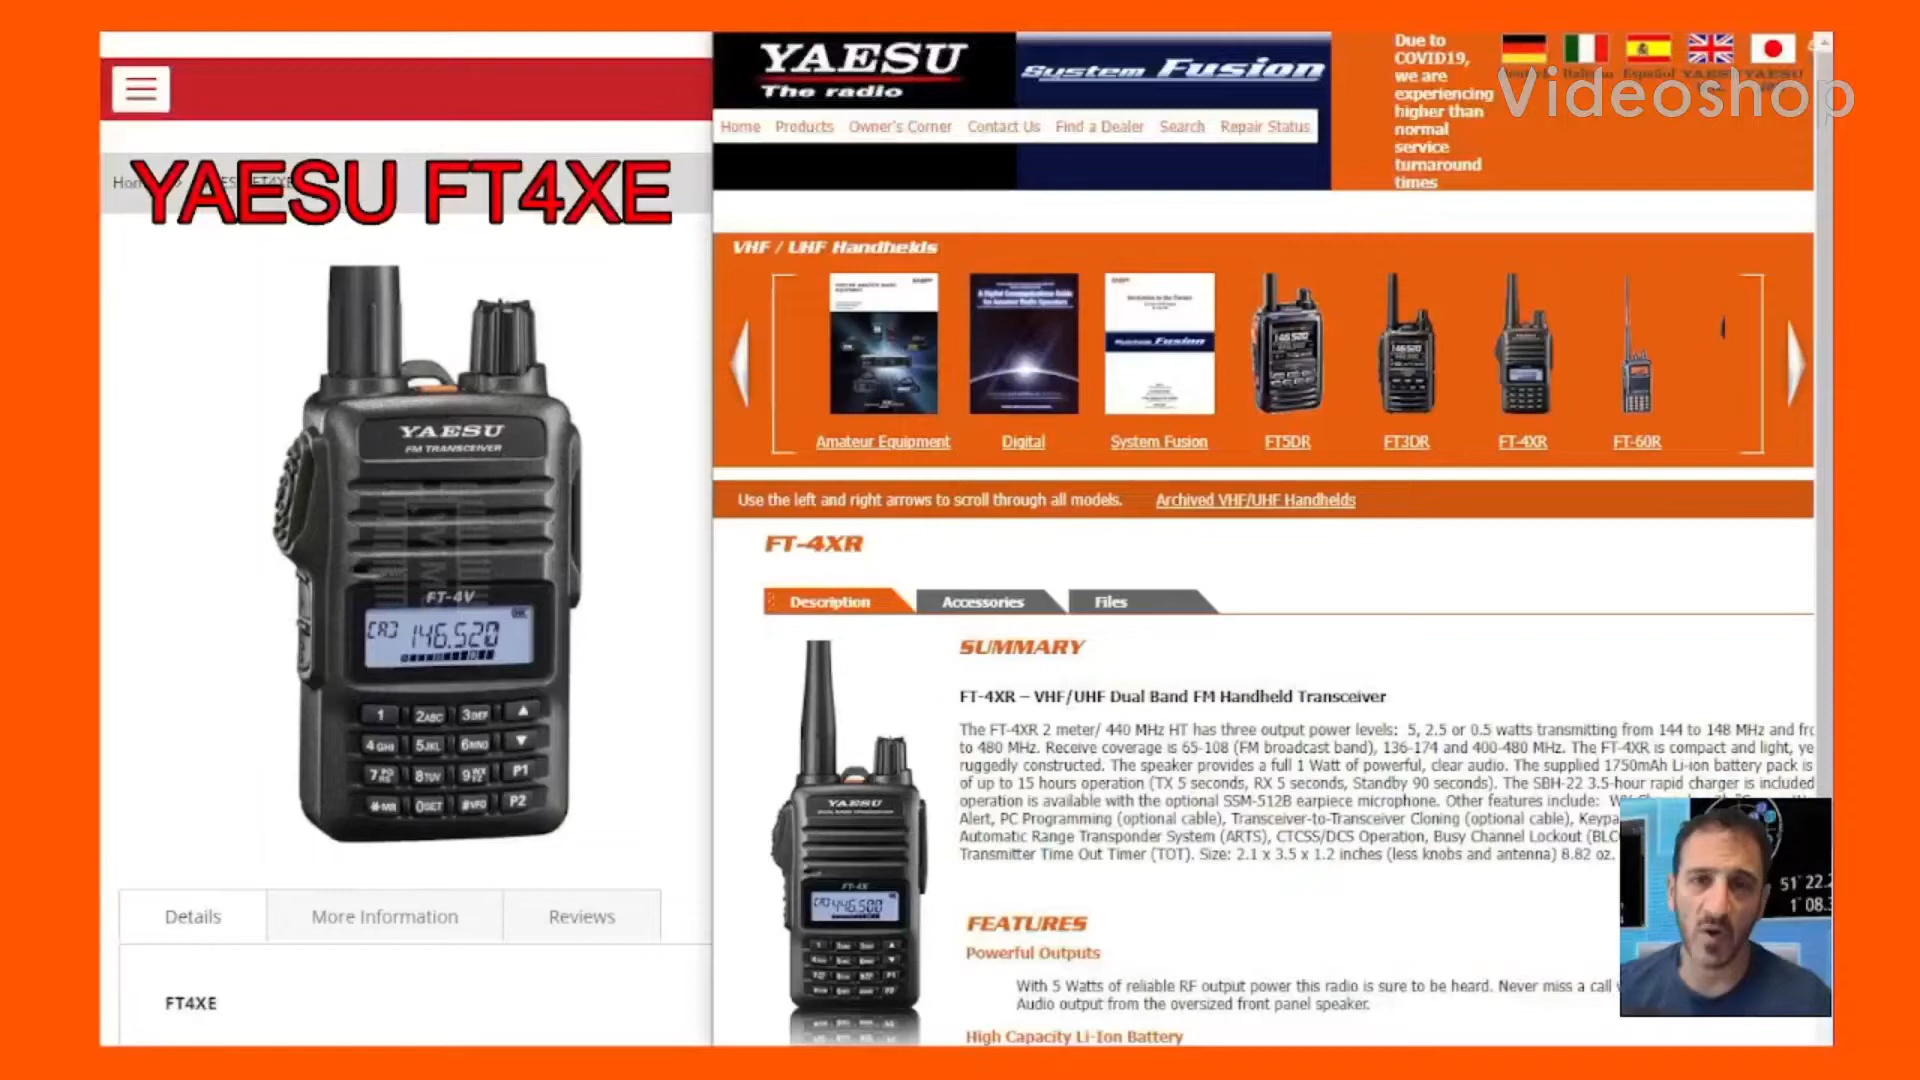 Videoshop
YAESU FT4XE
YAESU
FM TRANSCEIVER
FT-4V
146.520
1 2ABC 3DEF
4GHI 5JKL 6MNO
8TUV P1
0SET P2
Details
More Information
Reviews
FT4XE
YAESU
The radio
System Fusion
Home Products Owner's Corner Contact Us Find a Dealer Search Repair Status
Due to
COVID19,
we are
experiencing
higher than
normal
service
turnaround
times
VHF / UHF Handhelds
Amateur Equipment
Digital
System Fusion
FT5DR
FT3DR
FT-4XR
FT-60R
Use the left and right arrows to scroll through all models.
Archived VHF/UHF Handhelds
FT-4XR
Description
Accessories
Files
SUMMARY
FT-4XR – VHF/UHF Dual Band FM Handheld Transceiver
The FT-4XR 2 meter/ 440 MHz HT has three output power levels: 5, 2.5 or 0.5 watts transmitting from 144 to 148 MHz and
to 480 MHz. Receive coverage is 65-108 (FM broadcast band), 136-174 and 400-480 MHz. The FT-4XR is compact and light, ye
ruggedly constructed. The speaker provides a full 1 Watt of powerful, clear audio. The supplied 1750mAh Li-ion battery pack is
of up to 15 hours operation (TX 5 seconds, RX 5 seconds, Standby 90 seconds). The SBH-22 3.5-hour rapid charger is included
operation is available with the optional SSM-512B earpiece microphone. Other features include:
Alert, PC Programming (optional cable), Transceiver-to-Transceiver Cloning (optional cable), Keypa
Automatic Range Transponder System (ARTS), CTCSS/DCS Operation, Busy Channel Lockout (BLC
Transmitter Time Out Timer (TOT). Size: 2.1 x 3.5 x 1.2 inches (less knobs and antenna) 8.82 oz.
YAESU
FT-4X
446.500
FEATURES
Powerful Outputs
With 5 Watts of reliable RF output power this radio is sure to be heard. Never miss a call
Audio output from the oversized front panel speaker.
High Capacity Li-Ion Battery
51° 22.2
1° 08.3